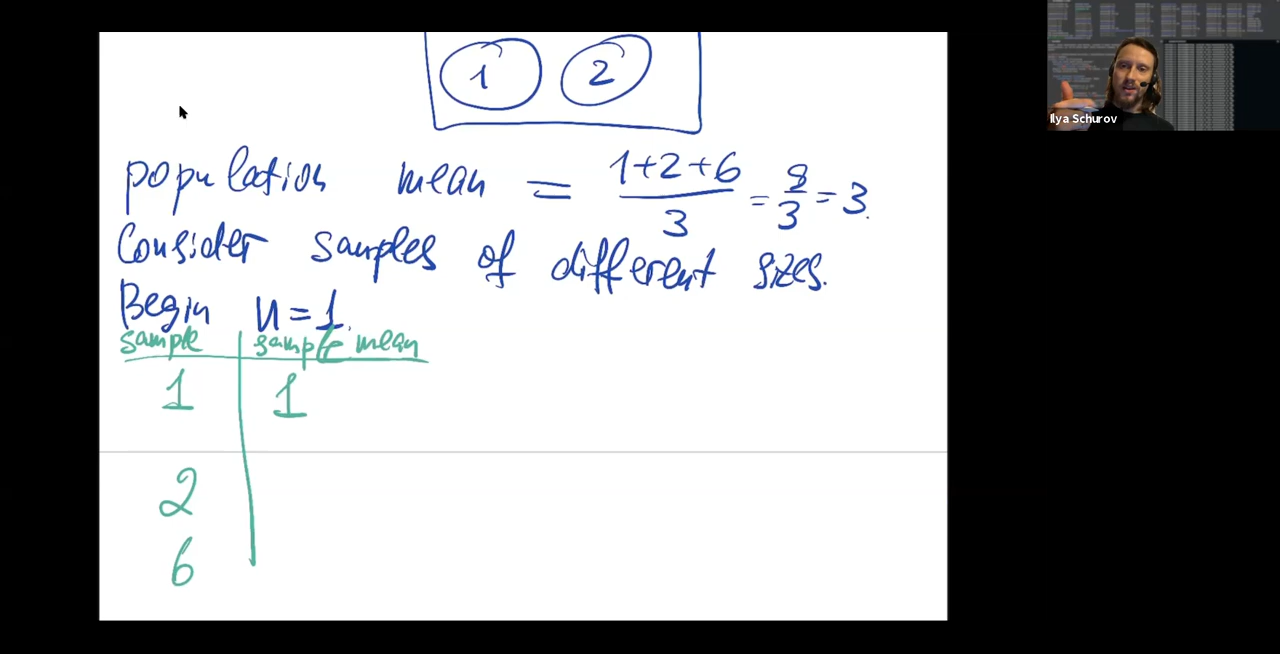 1 2
population mean = 1+2+6/3 = 8/3 = 3.
Consider samples of different sizes.
Begin n=1.
sample sample mean
1 1
2
6
Ilya Schurov